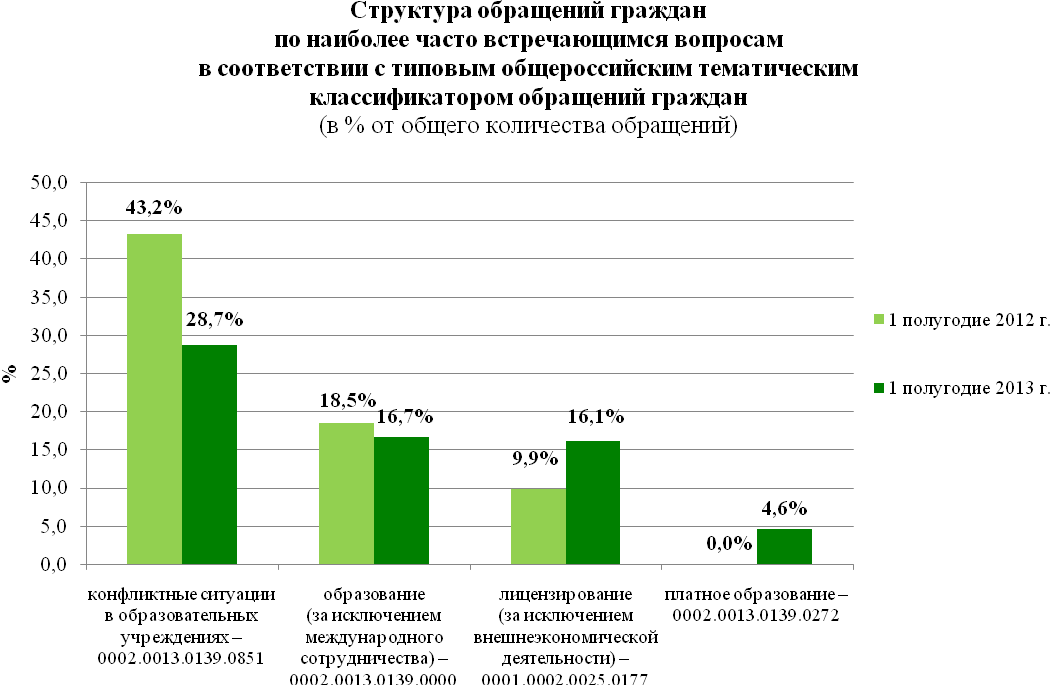 Структура обращений граждан
по наиболее часто встречающимся вопросам
в соответствии с типовым общероссийским тематическим
классификатором обращений граждан
(в % от общего количества обращений)
50,0
45,0
40,0
35,0
30,0
25,0
20,0
15,0
10,0
5,0
0,0
%
43,2%
28,7%
18,5%
16,7%
9,9%
16,1%
0,0%
4,6%
1 полугодие 2012 г.
1 полугодие 2013 г.
конфликтные ситуации
в образовательных
учреждениях –
0002.0013.0139.0851
образование
(за исключением
международного
сотрудничества) –
0002.0013.0139.0000
лицензирование
(за исключением
внешнеэкономической
деятельности) –
0001.0002.0025.0177
платное образование –
0002.0013.0139.0272